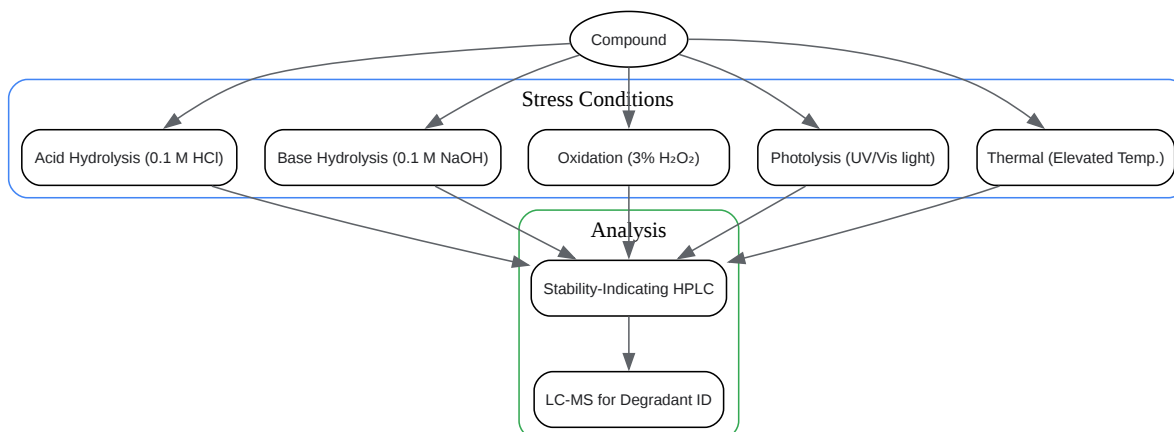 Compound
Stress Conditions
Acid Hydrolysis (0.1 M HCl)
Base Hydrolysis (0.1 M NaOH)
Oxidation (3% H₂O₂)
Photolysis (UV/Vis light)
Thermal (Elevated Temp.)
Analysis
Stability-Indicating HPLC
LC-MS for Degradant ID